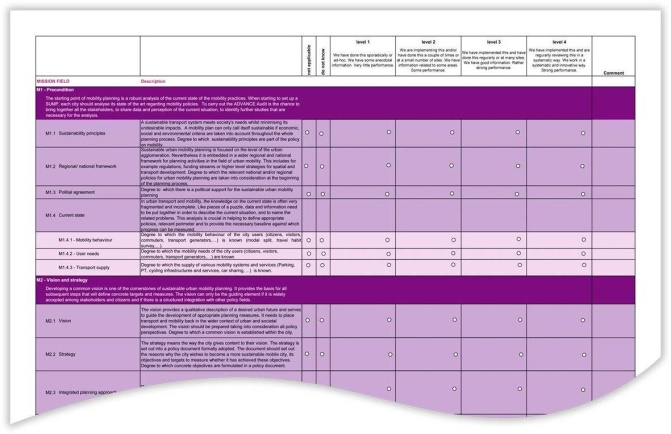 not applicable
do not know
level 1
We have done this sporadically or
ad-hoc. We have some anecdotal
information. Very little performance.
level 2
We are implementing this and/or
have done this a couple of times or
at a small number of sites. We have
information related to some areas.
Some performance.
level 3
We have implemented this and have
done this regularly or at many sites.
We have good information. Rather
strong performance.
level 4
We have implemented this and are
regularly reviewing this in a
systematic way. We work in a
systematic and innovative way.
Strong performance.
Comment
MISSION FIELD
Description
M1 - Precondition
The starting point of mobility planning is a robust analysis of the current state of the mobility practices. When starting to set up a
SUMP, each city should analyse its state of the art regarding mobility policies. To carry out the ADVANCE Audit is the chance to
bring together all the stakeholders, to share data and perception of the current situation, to identify further studies that are
necessary for the analysis.
M1.1 Sustainability principles
A sustainable transport system meets society's needs whilst minimising its
undesirable impacts. A mobility plan can only call itself sustainable if economic,
social and environmental criteria are taken into account throughout the whole
planning process. Degree to which sustainability principles are part of the policy
on mobility.
M1.2 Regional/ national framework
Sustainable urban mobility planning is focused on the level of the urban
agglomeration. Nevertheless it is embedded in a wider regional and national
framework for planning activities in the field of urban mobility. This includes for
example regulations, funding streams or higher level strategies for spatial and
transport development. Degree to which the relevant national and/or regional
policies for urban mobility planning are taken into consideration at the beginning
of the planning process.
M1.3 Politial agreement
Degree to which there is a political support for the sustainable urban mobility
planning
M1.4 Current state
In urban transport and mobility, the knowledge on the current state is often very
fragmented and incomplete. Like pieces of a puzzle, data and information need
to be put together in order to describe the current situation, and to name the
related problems. This analysis is crucial in helping to define appropriate
policies, relevant perimeter and to provide the necessary baseline against which
progress can be measured.
M1.4.1 - Mobility behaviour
Degree to which the mobility behaviour of the city users (citizens, visitors,
commuters, transport generators,…) is known (modal split, travel habit
survey,…)
M1.4.2 - User needs
Degree to which the mobility needs of the city users (citizens, visitors,
commuters, transport generators,…) are known
M1.4.3 - Transport supply
Degree to which the supply of various mobility systems and services (Parking,
PT, cycling infrastructures and services, car sharing, …) is known.
M2 - Vision and strategy
Developing a common vision is one of the cornerstones of sustainable urban mobility planning. It provides the basis for all
subsequent steps that will define concrete targets and measures. The vision can only be the guiding element if it is widely
accepted among stakeholders and citizens and if there is a structured integration with other policy fields.
M2.1 Vision
The vision provides a qualitative description of a desired urban future and serves
to guide the development of appropriate planning measures. It needs to place
transport and mobility back in the wider context of urban and societal
development. The vision should be prepared taking into consideration all policy
perspectives. Degree to which a common vision is established within the city.
M2.2 Strategy
The strategy means the way the city gives content to their vision. The strategy is
set out into a policy document formally adopted. The document should set out
the reasons why the city wishes to become a more sustainable mobile city, its
objectives and targets to measure whether it has achieved these objectives.
Degree to which concrete objectives are formulated in a policy document.
M2.3 Integrated planning